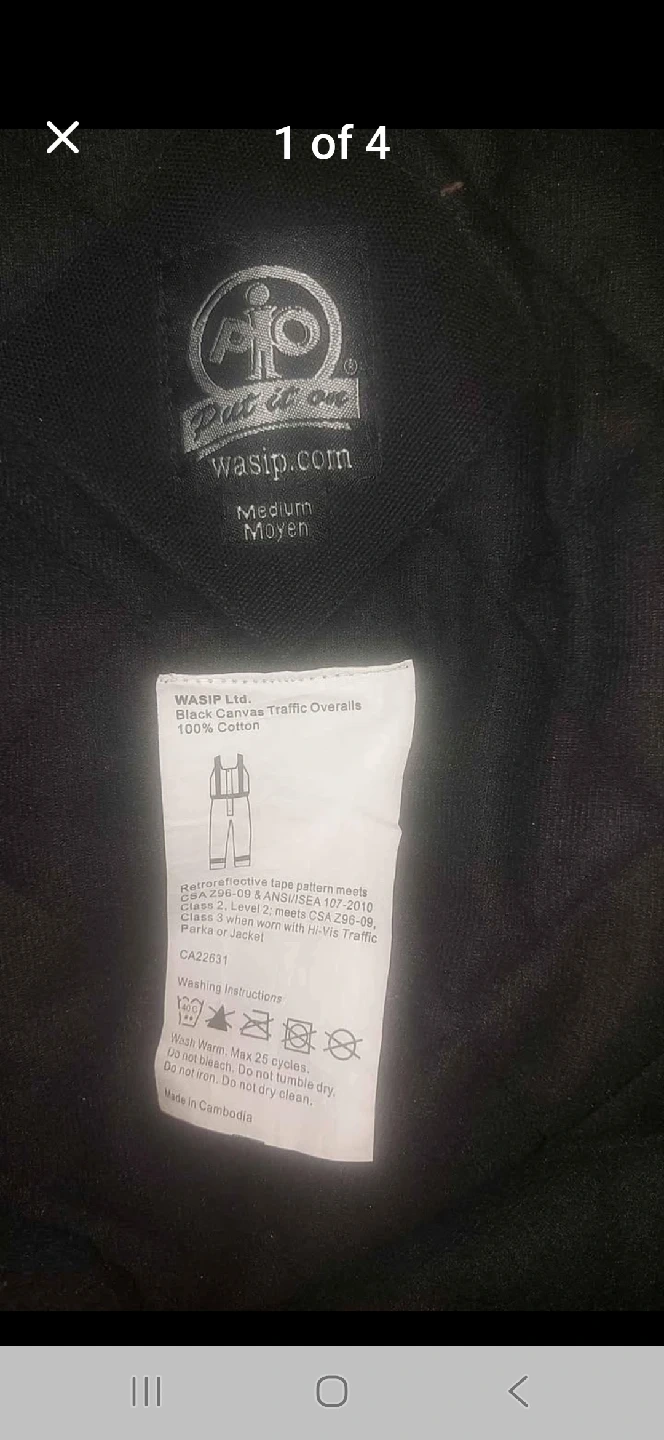 1 of 4
PIO
®
Put it on
wasip.com
Medium
Moyen
WASIP Ltd.
Black Canvas Traffic Overalls
100% Cotton
Retroreflective tape pattern meets
CSA Z96-09 & ANSI/ISEA 107-2010
Class 2, Level 2; meets CSA Z96-09,
Class 3 when worn with Hi-Vis Traffic
Parka or Jacket
CA22631
Washing Instructions
40C
Wash Warm. Max 25 cycles.
Do not bleach. Do not tumble dry.
Do not iron. Do not dry clean.
Made in Cambodia